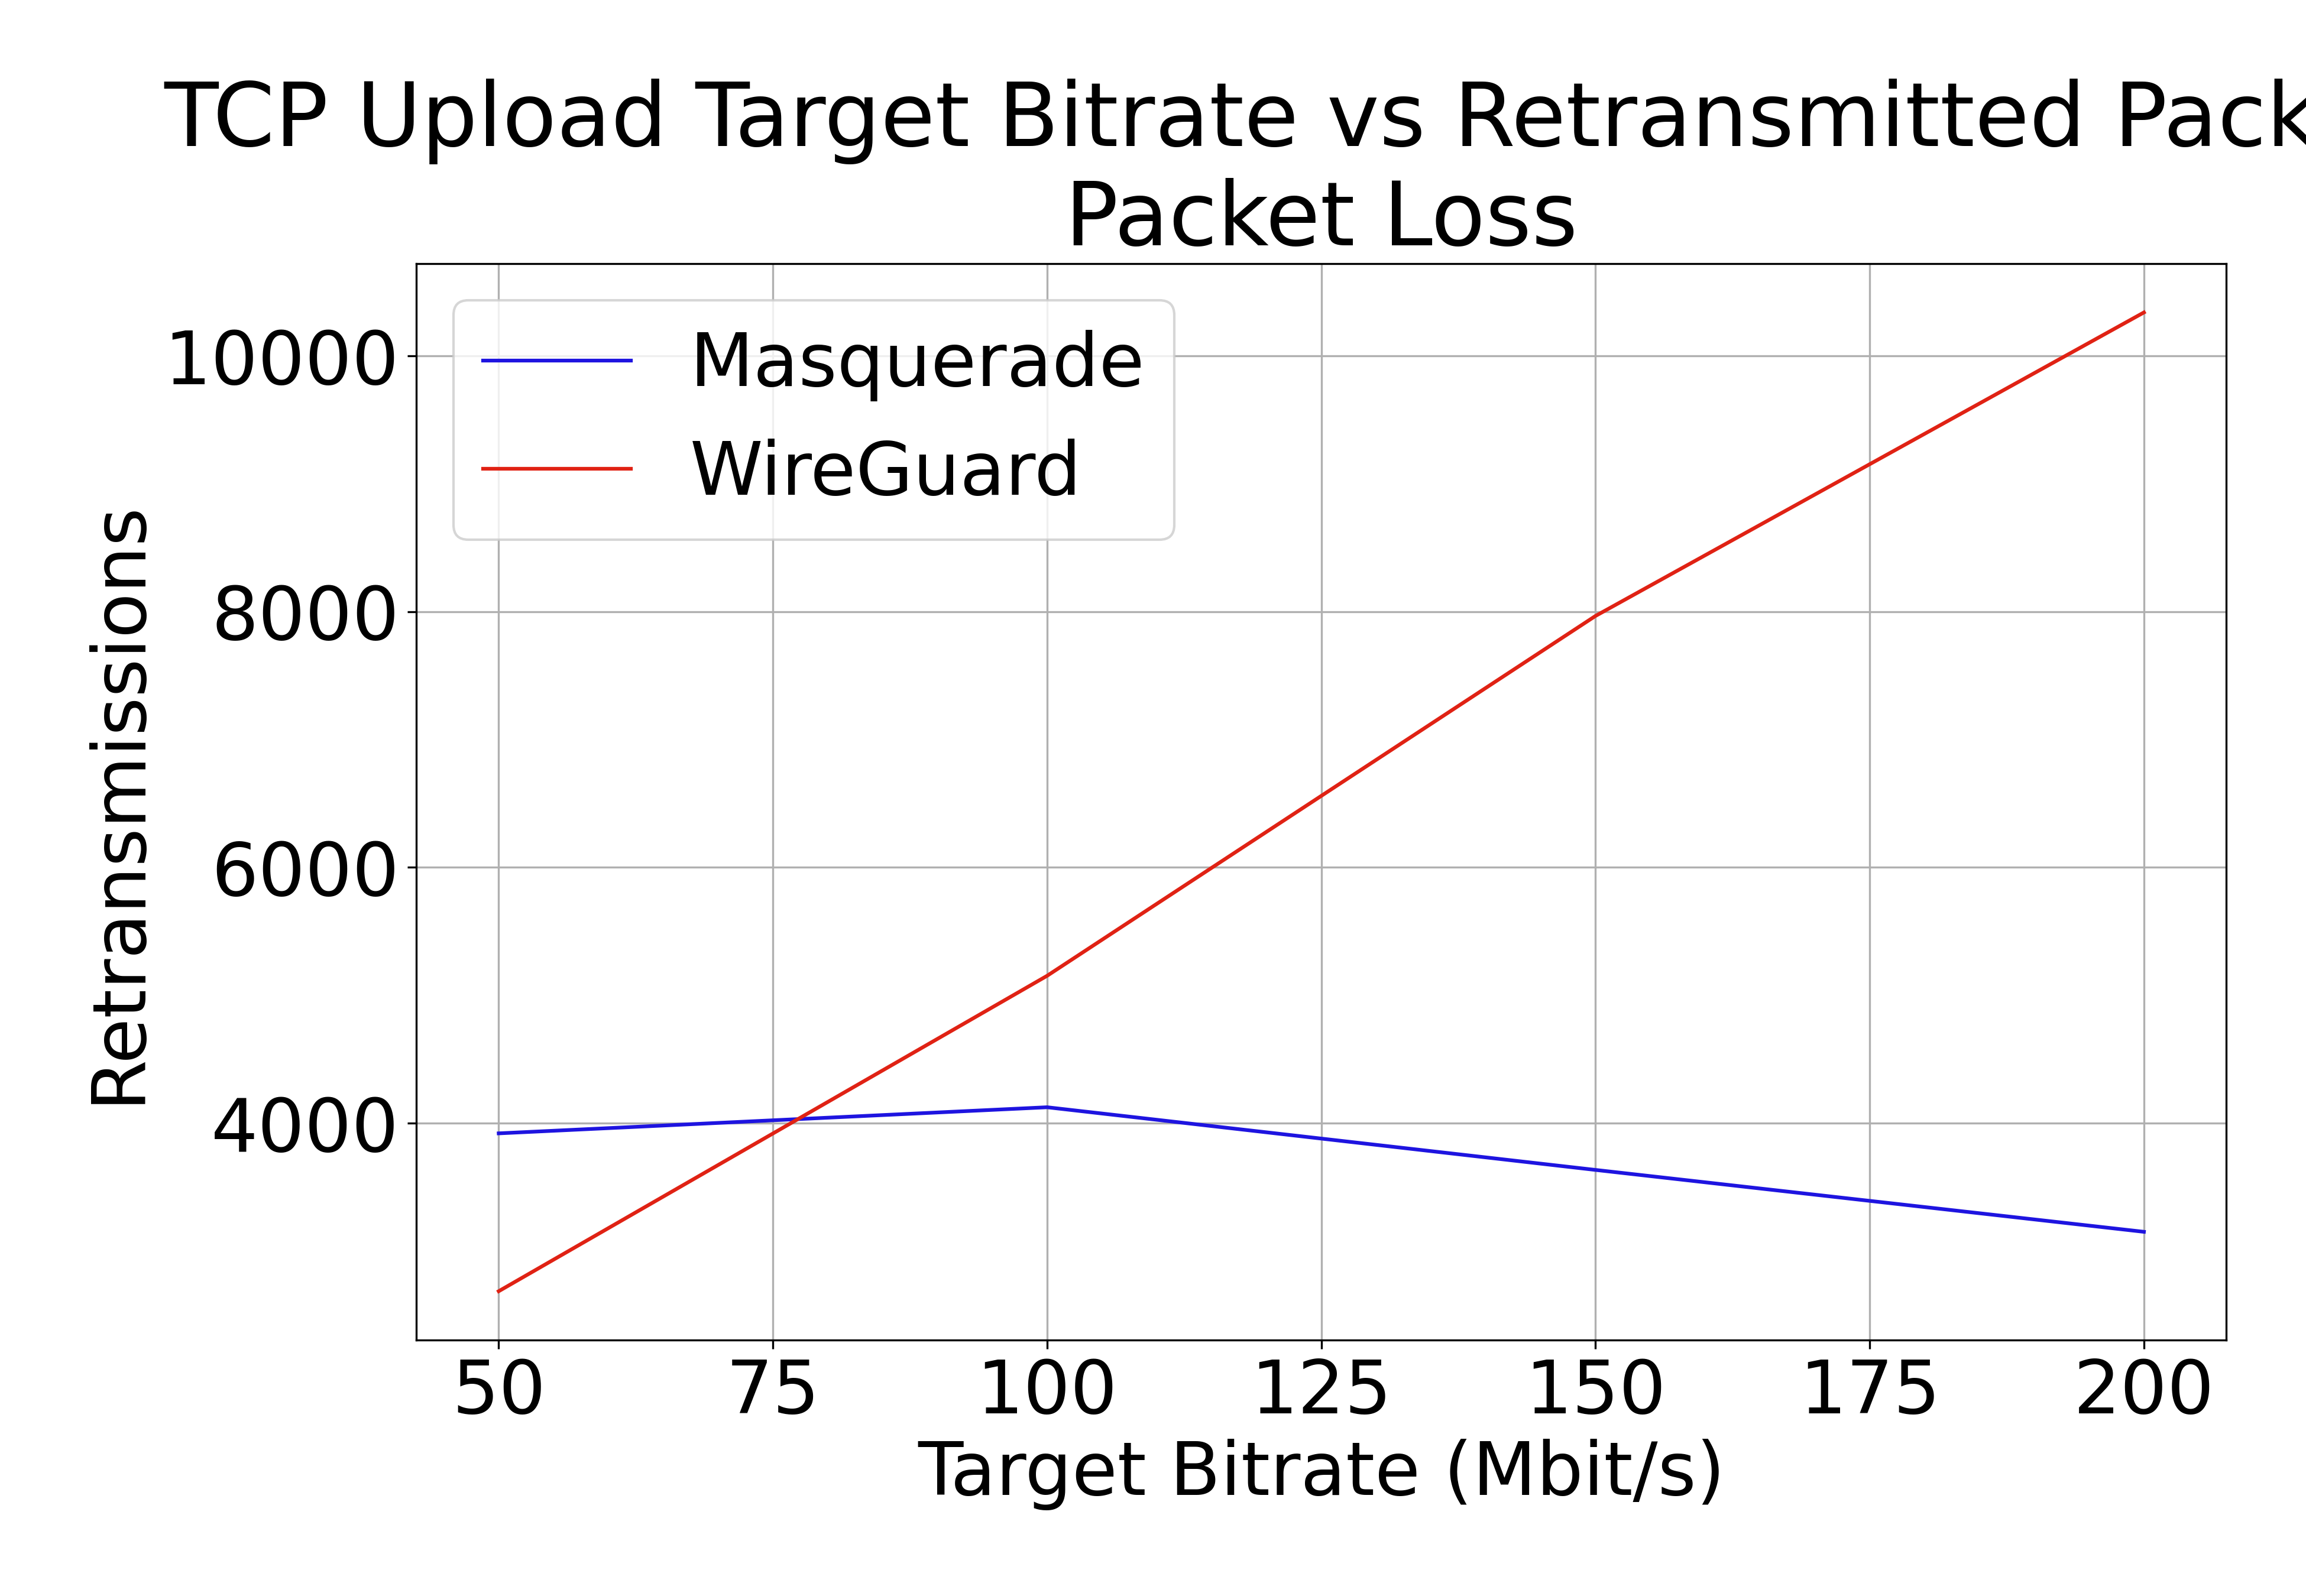 TCP Upload Target Bitrate vs Retransmitted Pack
Packet Loss
Masquerade
WireGuard
Retransmissions
10000
8000
6000
4000
50 75 100 125 150 175 200
Target Bitrate (Mbit/s)